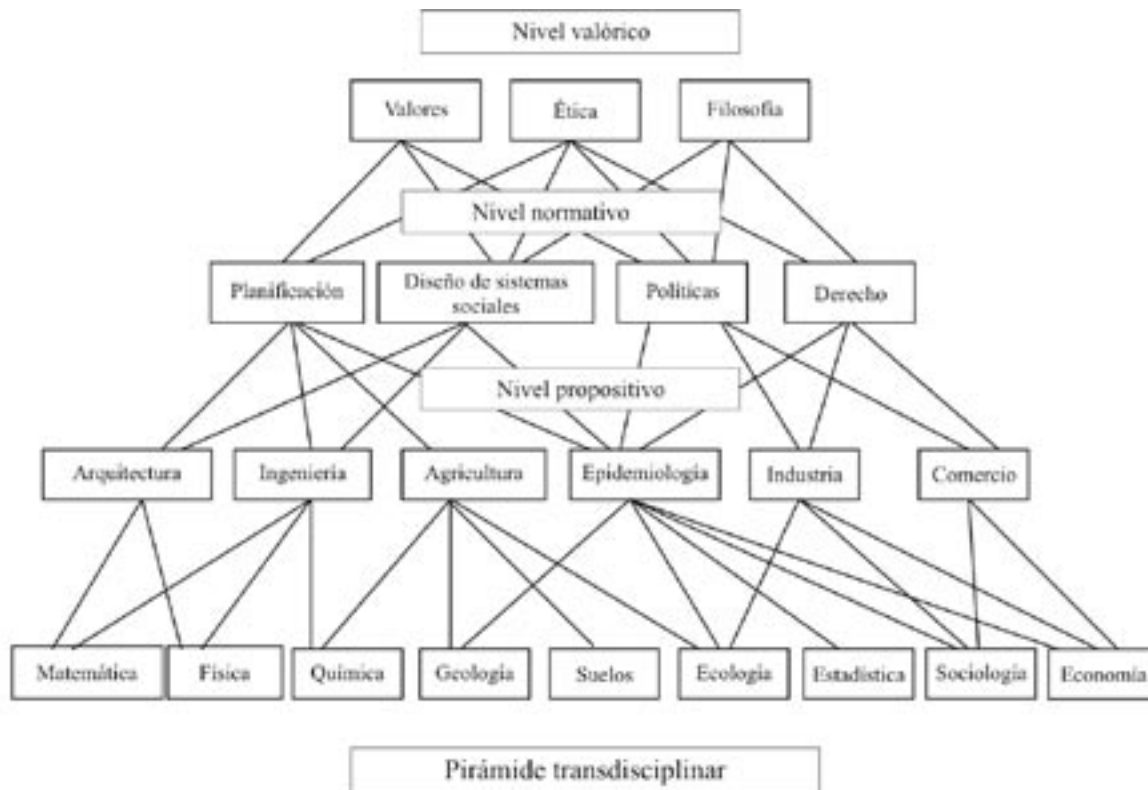 Nivel valórico
Valores
Ética
Filosofía
Nivel normativo
Planificación
Diseño de sistemas
sociales
Políticas
Derecho
Nivel propositivo
Arquitectura
Ingeniería
Agricultura
Epidemiología
Industria
Comercio
Matemática
Física
Química
Geología
Suelos
Ecología
Estadística
Sociología
Economía
Pirámide transdisciplinar